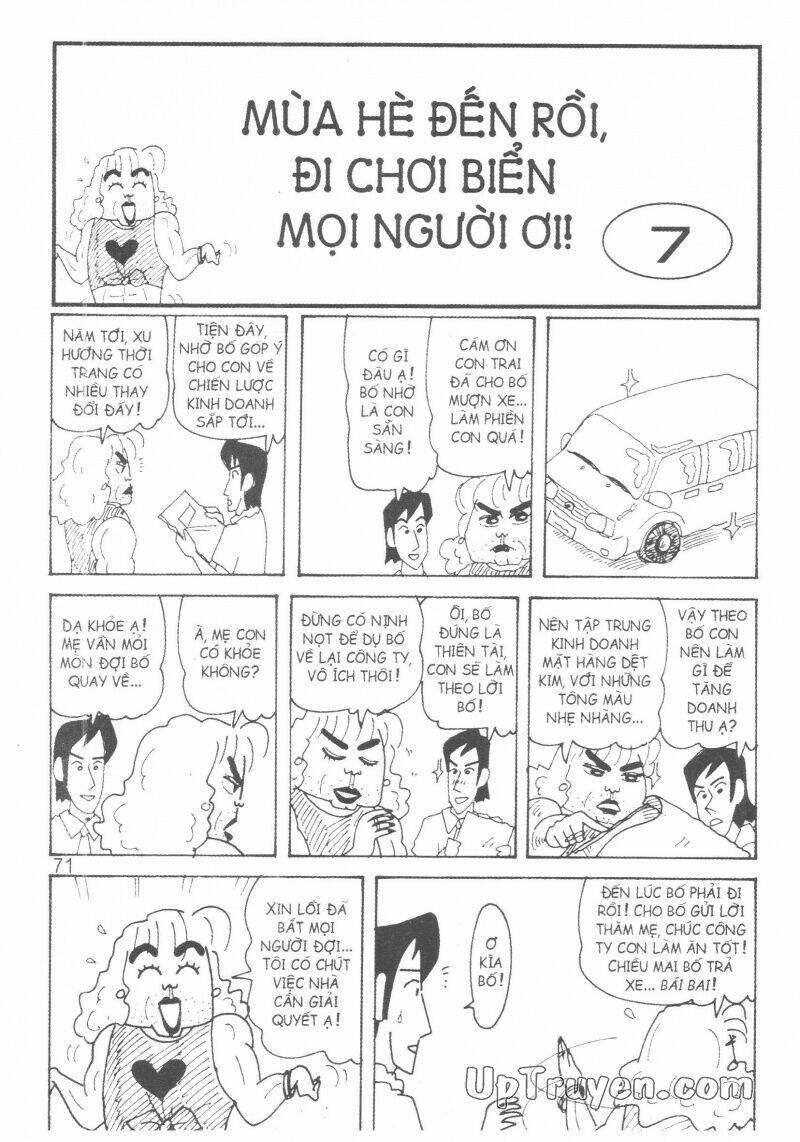 MÙA HÈ ĐẾN RỒI,
ĐI CHƠI BIỂN
MỌI NGƯỜI ƠI!
7
CÁM ƠN
CON TRAI
ĐÃ CHO BỐ
MƯỢN XE...
LÀM PHIỀN
CON QUÁ!
CÓ GÌ
ĐÂU Ạ!
BỐ NHỜ
LÀ CON
SẴN
SÀNG!
TIỆN ĐÂY,
NHỜ BỐ GÓP Ý
CHO CON VỀ
CHIẾN LƯỢC
KINH DOANH
SẮP TỚI...
NĂM TỚI, XU
HƯỚNG THỜI
TRANG CÓ
NHIỀU THAY
ĐỔI ĐẤY!
VẬY THEO
BỐ CON
NÊN LÀM
GÌ ĐỂ
TĂNG
DOANH
THU Ạ?
NÊN TẬP TRUNG
KINH DOANH
MẶT HÀNG DỆT
KIM, VỚI NHỮNG
TÔNG MÀU
NHẸ NHÀNG...
ÔI, BỐ
ĐÚNG LÀ
THIÊN TÀI,
CON SẼ LÀM
THEO LỜI
BỐ!
ĐỪNG CÓ NỊNH
NỌT ĐỂ DỤ BỐ
VỀ LẠI CÔNG TY,
VÔ ÍCH THÔI!
À, MẸ CON
CÓ KHỎE
KHÔNG?
DẠ KHỎE Ạ!
MẸ VẪN MỎI
MÒN ĐỢI BỐ
QUAY VỀ...
71
ĐẾN LÚC BỐ PHẢI ĐI
RỒI! CHO BỐ GỬI LỜI
THĂM MẸ, CHÚC CÔNG
TY CON LÀM ĂN TỐT!
CHIỀU MAI BỐ TRẢ
XE... BÁI BAI!
Ơ
KÌA
BỐ!
XIN LỖI ĐÃ
BẮT MỌI
NGƯỜI ĐỢI...
TÔI CÓ CHÚT
VIỆC NHÀ
CẦN GIẢI
QUYẾT Ạ!
UpTruyen.com